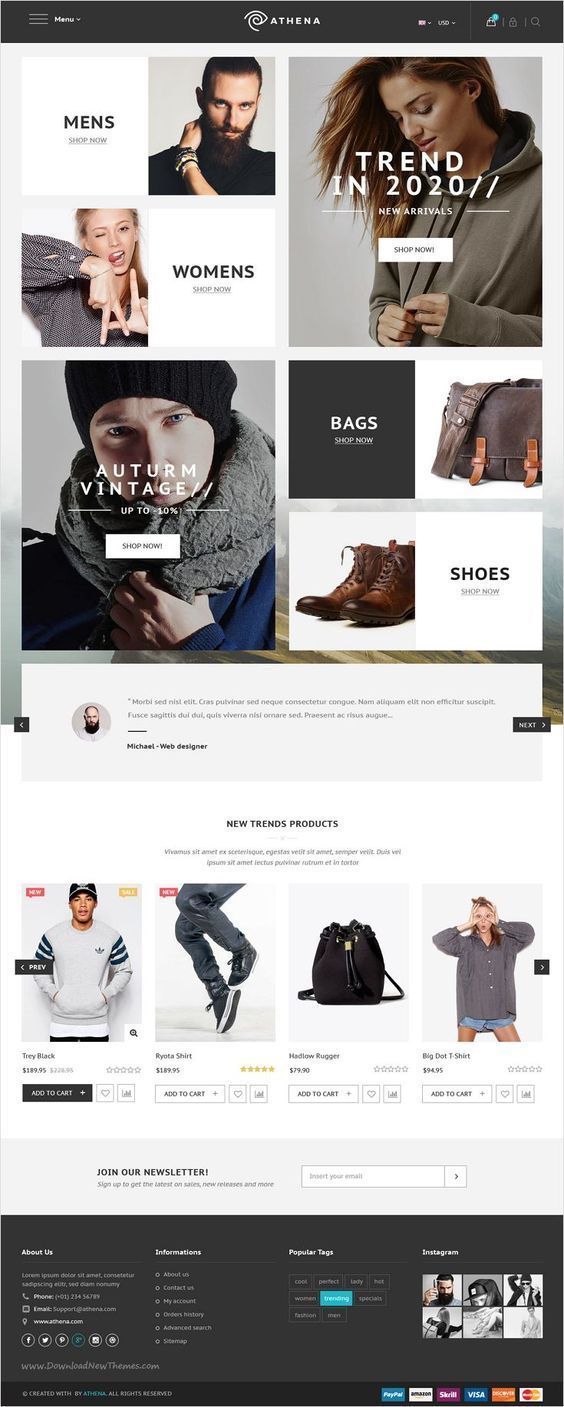 Menu
ATHENA
USD
0
MENS
SHOP NOW
TREND
IN 2020//
NEW ARRIVALS
SHOP NOW!
WOMENS
SHOP NOW
AUTURM
VINTAGE//
UP TO -10%!
SHOP NOW!
BAGS
SHOP NOW
SHOES
SHOP NOW
" Morbi sed nisl elit. Cras pulvinar sed neque consectetur congue. Nam aliquam elit non efficitur suscipit.
Fusce sagittis dui dui, quis viverra nisi ornare sed. Praesent ac risus augue...
Michael - Web designer
NEXT
NEW TRENDS PRODUCTS
Vivamus sit amet ex scelerisque, egestas velit sit amet, semper velit. Duis vel
ipsum sit amet lectus pulvinar rutrum et in tortor
NEW
SALE
NEW
PREV
Trey Black
$189.95 $228.95
ADD TO CART +
Ryota Shirt
$189.95
ADD TO CART +
Hadlow Rugger
$79.90
ADD TO CART +
Big Dot T-Shirt
$94.95
ADD TO CART +
JOIN OUR NEWSLETTER!
Sign up to get the latest on sales, new releases and more
Insert your email
About Us
Lorem ipsum dolor sit amet, consetetur
sadipscing elitr, sed diam nonumy
Phone: (+01) 234 56789
Email: Support@athena.com
www.athena.com
Informations
About us
Contact us
My account
Orders history
Advanced search
Sitemap
Popular Tags
cool perfect lady hot
women trending specials
fashion men
Instagram
www.DownloadNewThemes.com
© CREATED WITH BY ATHENA. ALL RIGHTS RESERVED
PayPal amazon Skrill VISA DISCOVER MasterCard